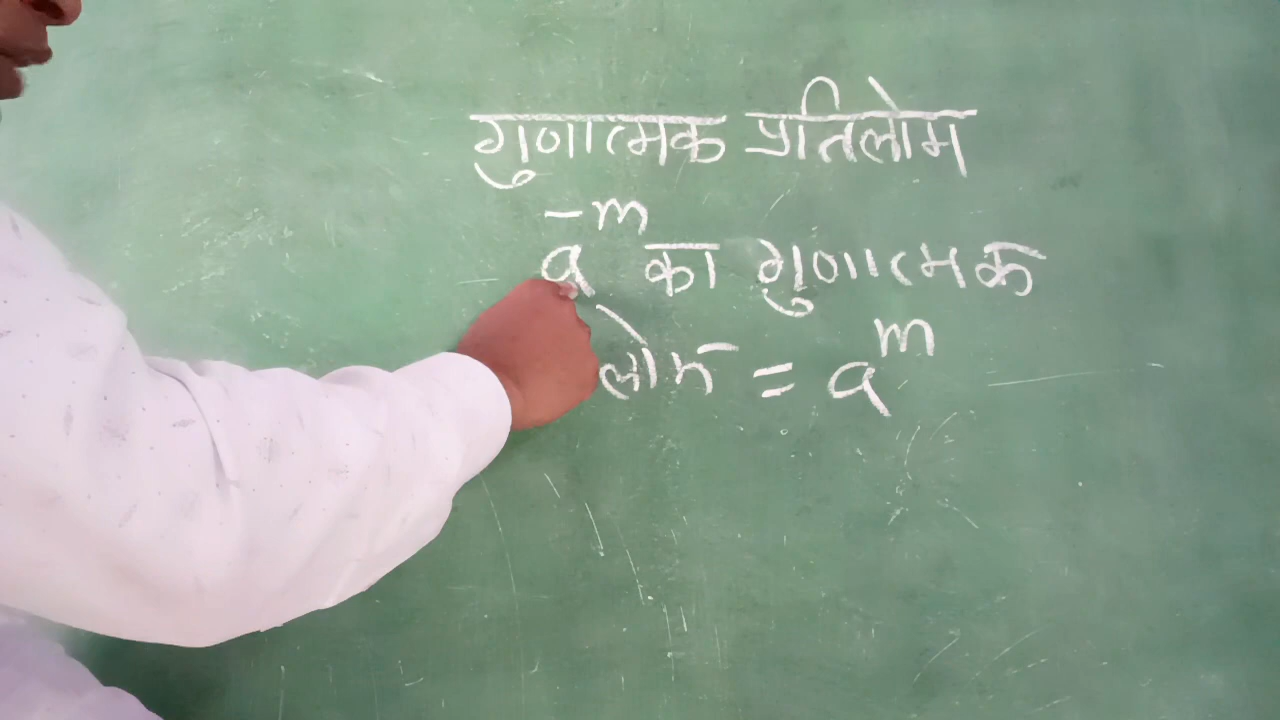 गुणात्मक प्रतिलोम
a⁻ᵐ का गुणात्मक
लोम = aᵐ